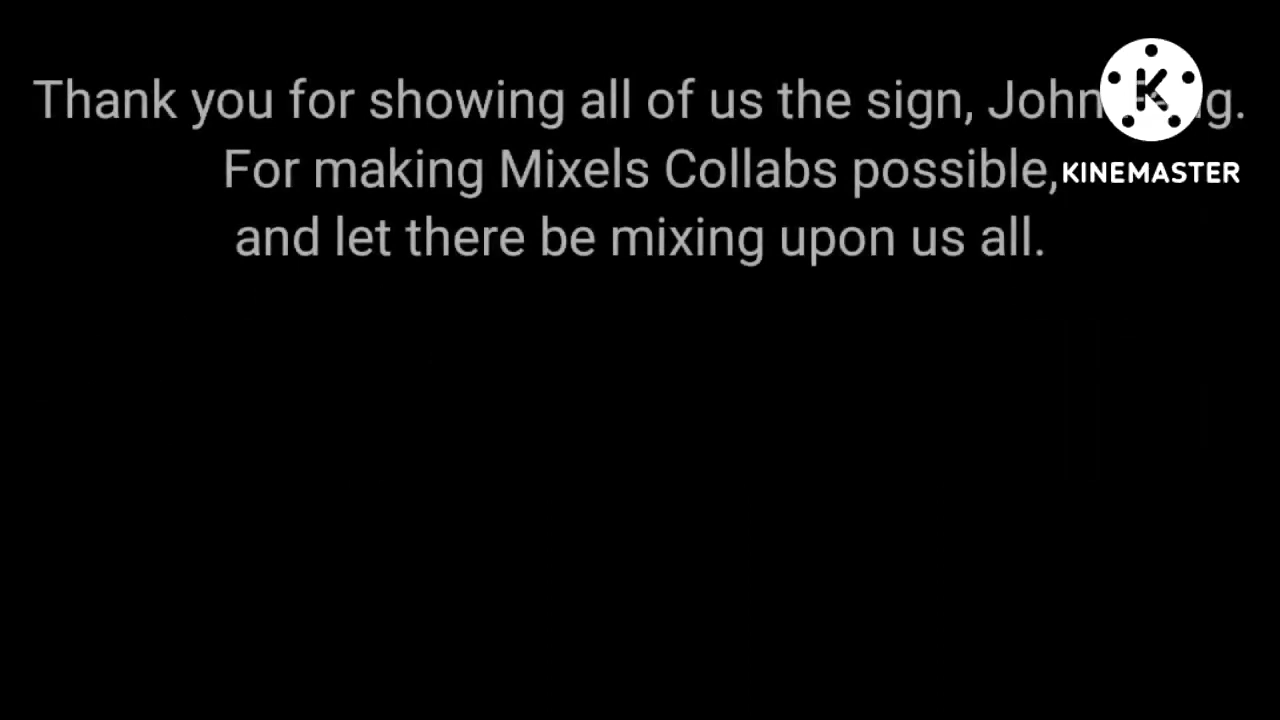 Thank you for showing all of us the sign, John
For making Mixels Collabs possible,
and let there be mixing upon us all.
K
KINEMASTER